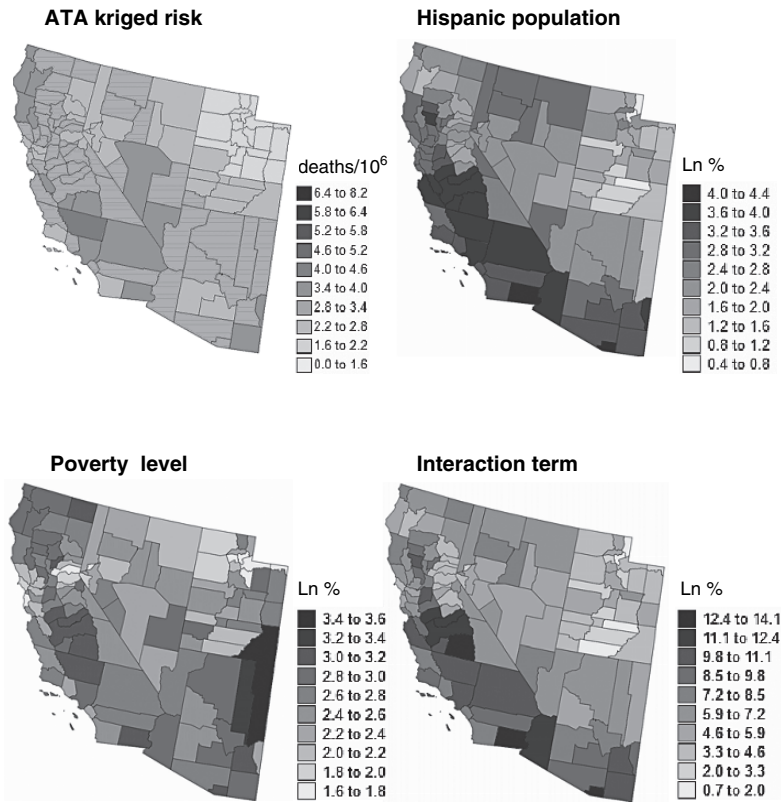 ATA kriged risk
Hispanic population
deaths/10⁶
6.4 to 8.2
5.8 to 6.4
5.2 to 5.8
4.6 to 5.2
4.0 to 4.6
3.4 to 4.0
2.8 to 3.4
2.2 to 2.8
1.6 to 2.2
0.0 to 1.6
Ln %
4.0 to 4.4
3.6 to 4.0
3.2 to 3.6
2.8 to 3.2
2.4 to 2.8
2.0 to 2.4
1.6 to 2.0
1.2 to 1.6
0.8 to 1.2
0.4 to 0.8
Poverty level
Interaction term
Ln %
3.4 to 3.6
3.2 to 3.4
3.0 to 3.2
2.8 to 3.0
2.6 to 2.8
2.4 to 2.6
2.2 to 2.4
2.0 to 2.2
1.8 to 2.0
1.6 to 1.8
Ln %
12.4 to 14.1
11.1 to 12.4
9.8 to 11.1
8.5 to 9.8
7.2 to 8.5
5.9 to 7.2
4.6 to 5.9
3.3 to 4.6
2.0 to 3.3
0.7 to 2.0